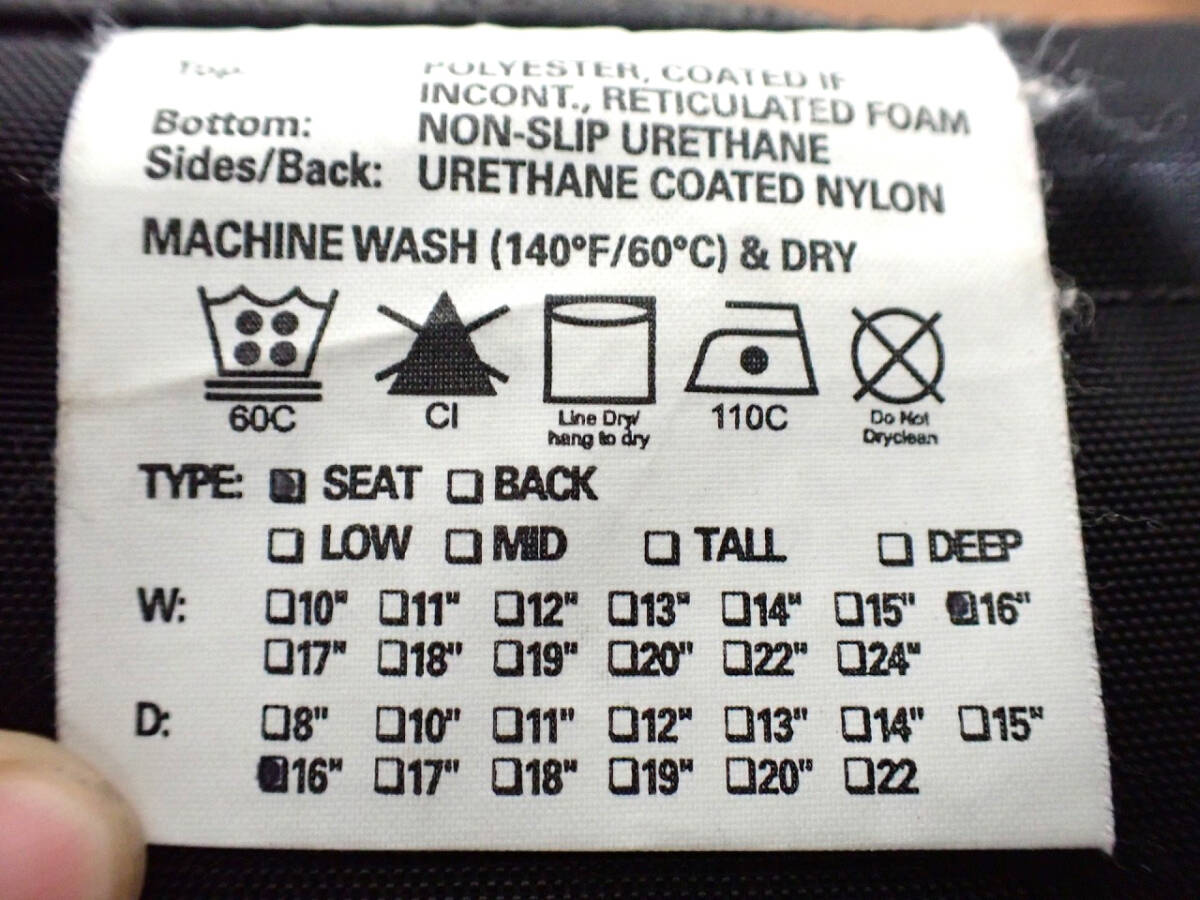 Top:
POLYESTER, COATED IF
INCONT., RETICULATED FOAM
Bottom: NON-SLIP URETHANE
Sides/Back: URETHANE COATED NYLON
MACHINE WASH (140°F/60°C) & DRY
60C Cl Line Dry/ 110C Do Not
hang to dry Dryclean
TYPE: SEAT BACK
LOW MID TALL DEEP
W: 10" 11" 12" 13" 14" 15" 16"
17" 18" 19" 20" 22" 24"
D: 8" 10" 11" 12" 13" 14" 15"
16" 17" 18" 19" 20" 22